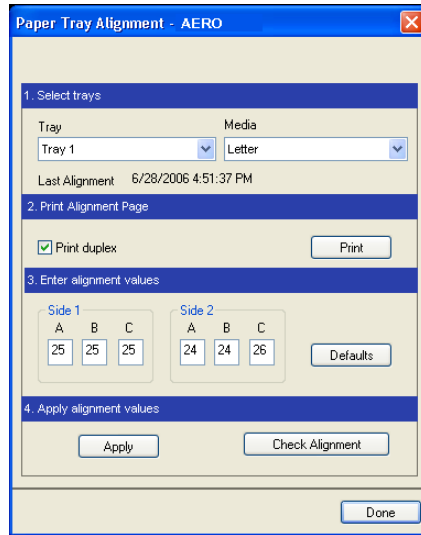 Paper Tray Alignment - AERO
1. Select trays
Tray Media
Tray 1 Letter
Last Alignment 6/28/2006 4:51:37 PM
2. Print Alignment Page
Print duplex Print
3. Enter alignment values
Side 1 Side 2
A B C A B C
25 25 25 24 24 26 Defaults
4. Apply alignment values
Apply Check Alignment
Done